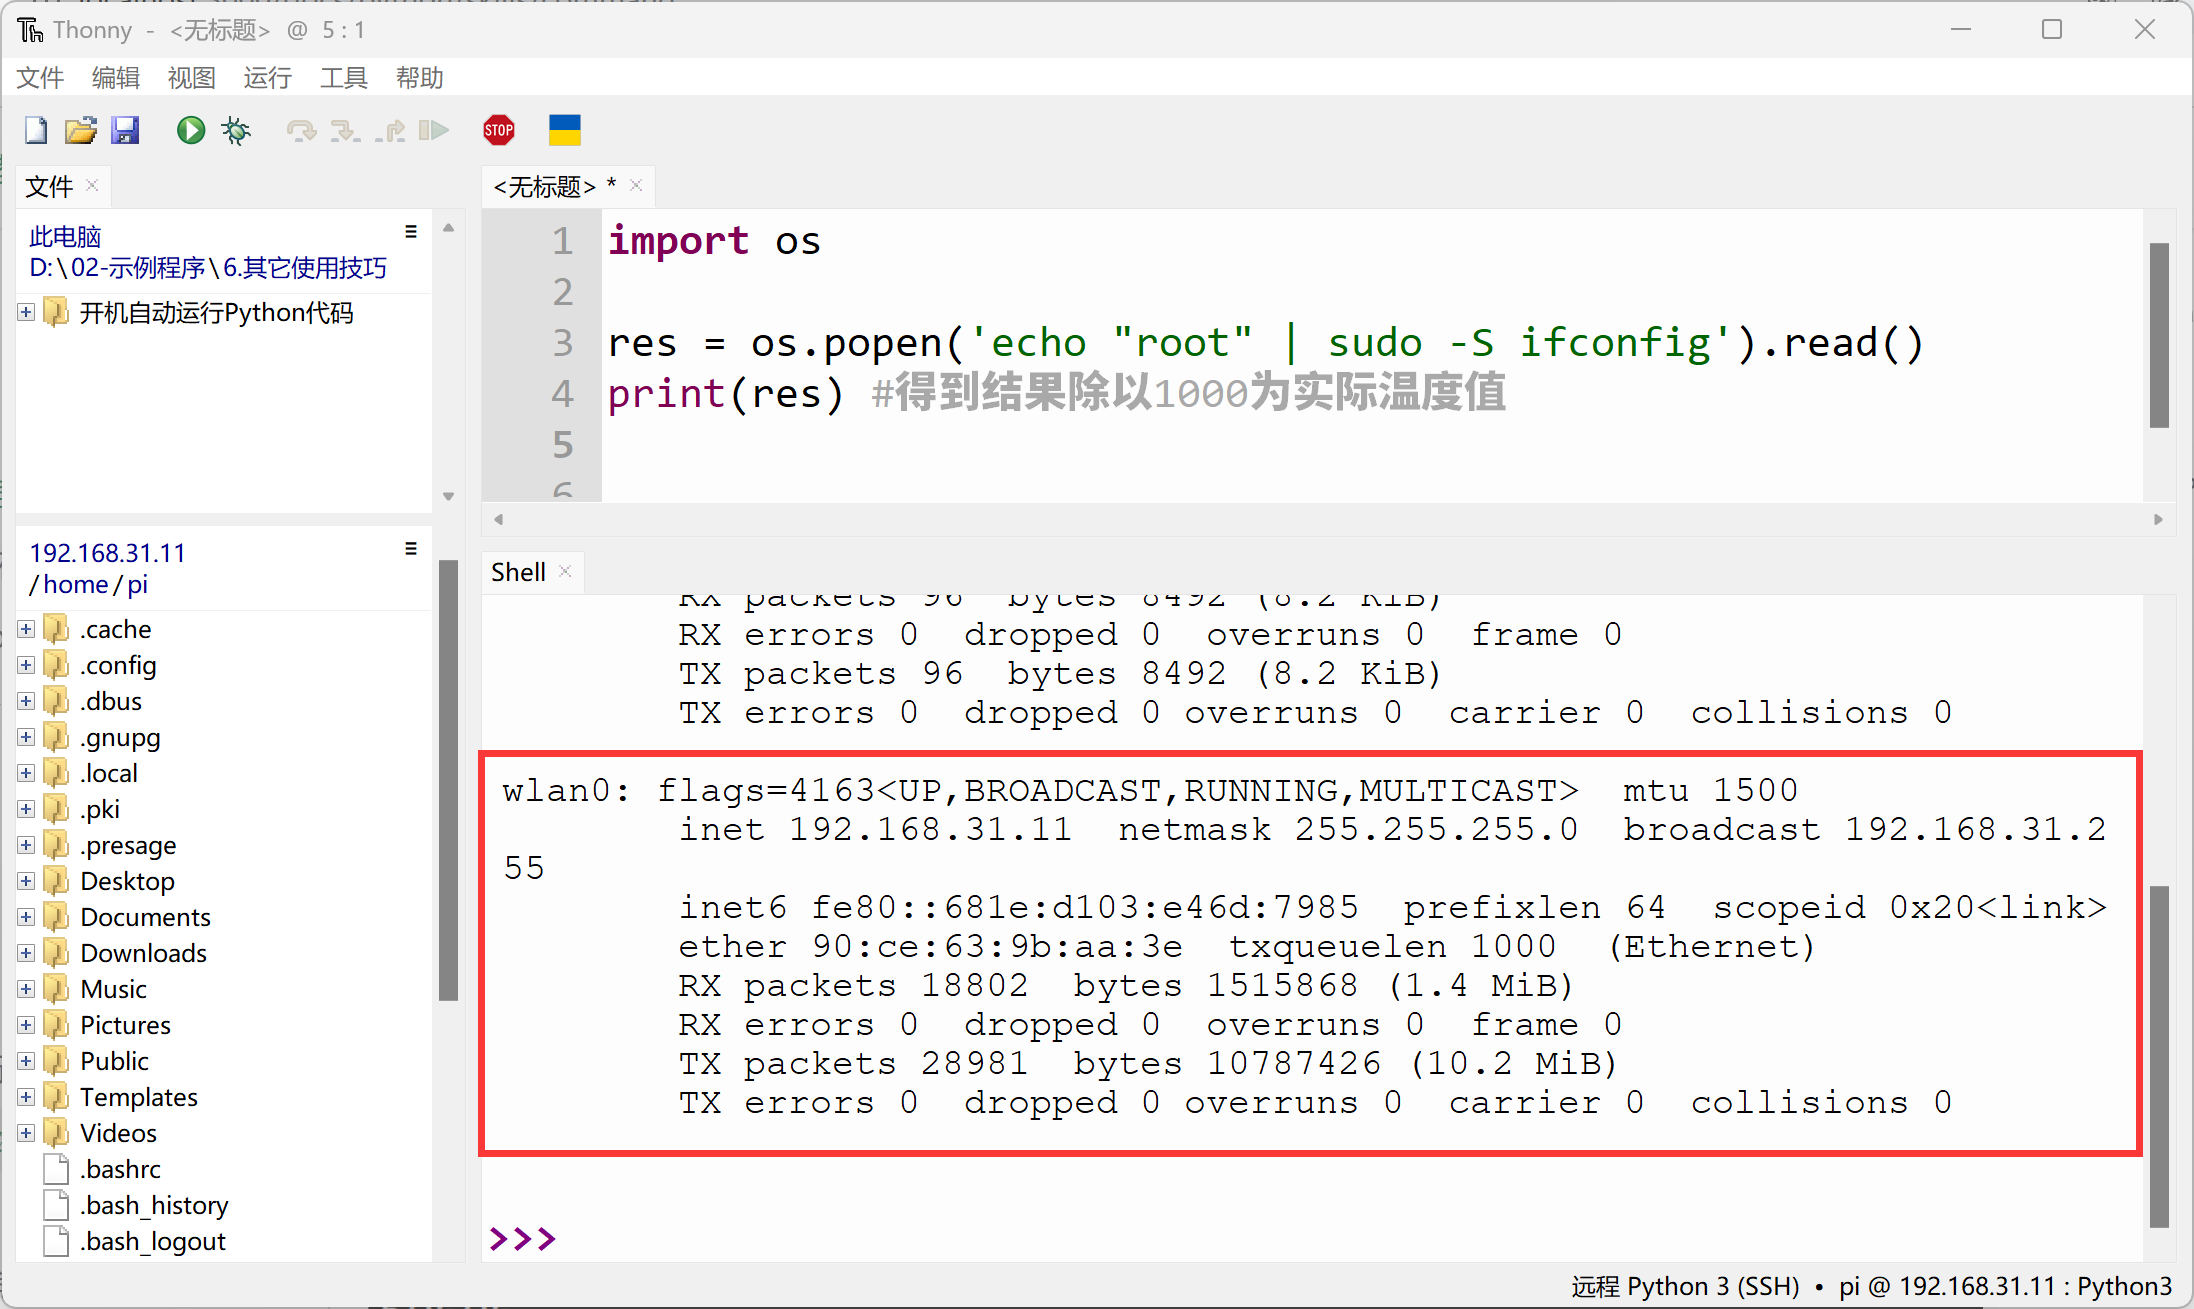 Thonny - <无标题> @ 5 : 1
文件 编辑 视图 运行 工具 帮助
STOP
文件
此电脑
D:\02-示例程序\6.其它使用技巧
开机自动运行Python代码
192.168.31.11
/home/pi
.cache
.config
.dbus
.gnupg
.local
.pki
.presage
Desktop
Documents
Downloads
Music
Pictures
Public
Templates
Videos
.bashrc
.bash_history
.bash_logout
<无标题> *
1 import os
2
3 res = os.popen('echo "root" | sudo -S ifconfig').read()
4 print(res) #得到结果除以1000为实际温度值
5
6
Shell
RX packets 96 bytes 8492 (8.2 KiB)
RX errors 0 dropped 0 overruns 0 frame 0
TX packets 96 bytes 8492 (8.2 KiB)
TX errors 0 dropped 0 overruns 0 carrier 0 collisions 0
wlan0: flags=4163<UP,BROADCAST,RUNNING,MULTICAST> mtu 1500
inet 192.168.31.11 netmask 255.255.255.0 broadcast 192.168.31.2
55
inet6 fe80::681e:d103:e46d:7985 prefixlen 64 scopeid 0x20<link>
ether 90:ce:63:9b:aa:3e txqueuelen 1000 (Ethernet)
RX packets 18802 bytes 1515868 (1.4 MiB)
RX errors 0 dropped 0 overruns 0 frame 0
TX packets 28981 bytes 10787426 (10.2 MiB)
TX errors 0 dropped 0 overruns 0 carrier 0 collisions 0
>>>
远程 Python 3 (SSH) • pi @ 192.168.31.11 : Python3